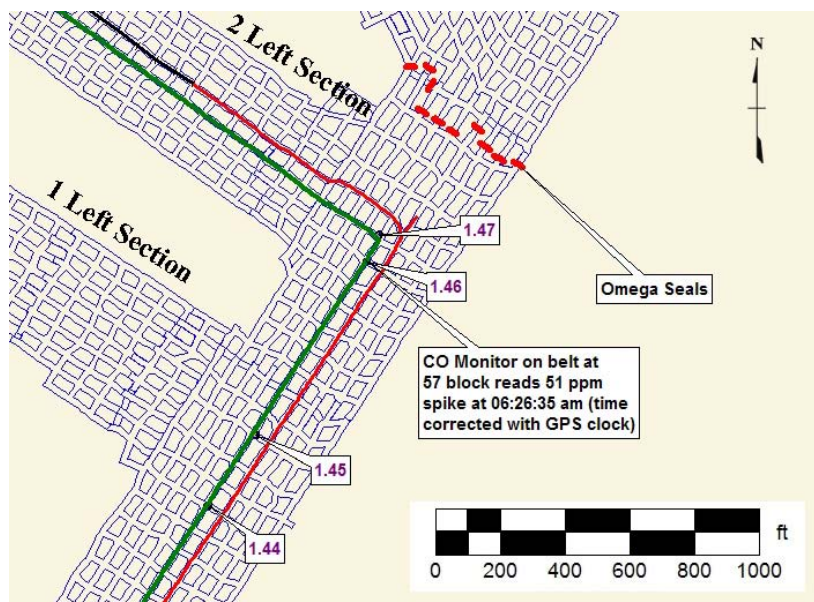 2 Left Section
N
1 Left Section
1.47
1.46
Omega Seals
CO Monitor on belt at
57 block reads 51 ppm
spike at 06:26:35 am (time
corrected with GPS clock)
1.45
1.44
ft
0 200 400 600 800 1000